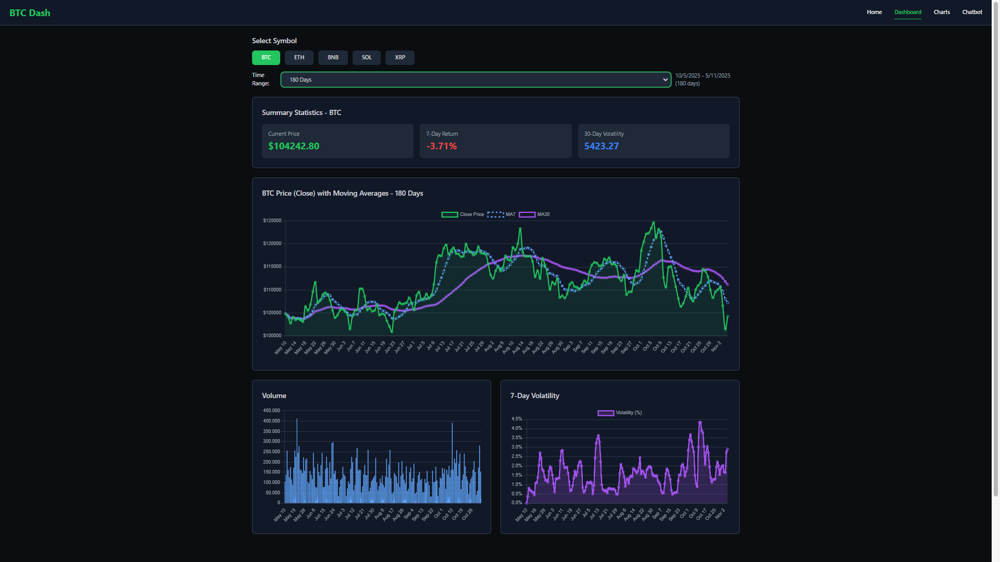 BTC Dash
Home Dashboard Charts Chatbot
Select Symbol
BTC ETH BNB SOL XRP
Time Range:
180 Days
10/5/2025 - 5/11/2025
(180 days)
Summary Statistics - BTC
Current Price
$104242.80
7-Day Return
-3.71%
30-Day Volatility
5423.27
BTC Price (Close) with Moving Averages - 180 Days
Close Price MA7 MA30
$125000
$120000
$115000
$110000
$105000
$100000
May 10 May 14 May 18 May 22 May 26 May 30 Jun 3 Jun 7 Jun 11 Jun 15 Jun 19 Jun 23 Jun 27 Jul 1 Jul 5 Jul 9 Jul 13 Jul 17 Jul 21 Jul 25 Jul 29 Aug 2 Aug 6 Aug 10 Aug 14 Aug 18 Aug 22 Aug 26 Aug 30 Sep 3 Sep 7 Sep 11 Sep 15 Sep 19 Sep 23 Sep 27 Oct 1 Oct 5 Oct 9 Oct 13 Oct 17 Oct 21 Oct 25 Oct 29 Nov 2
Volume
450.000
400.000
350.000
300.000
250.000
200.000
150.000
100.000
50.000
0
May 10 May 19 May 28 Jun 6 Jun 15 Jun 24 Jul 3 Jul 12 Jul 21 Jul 30 Aug 8 Aug 17 Aug 26 Sep 4 Sep 13 Sep 22 Oct 1 Oct 10 Oct 19 Oct 28
7-Day Volatility
Volatility (%)
4.5%
4.0%
3.5%
3.0%
2.5%
2.0%
1.5%
1.0%
0.5%
0.0%
May 10 May 18 May 26 Jun 3 Jun 11 Jun 19 Jun 27 Jul 5 Jul 13 Jul 21 Jul 29 Aug 6 Aug 14 Aug 22 Aug 30 Sep 7 Sep 15 Sep 23 Oct 1 Oct 9 Oct 17 Oct 25 Nov 2